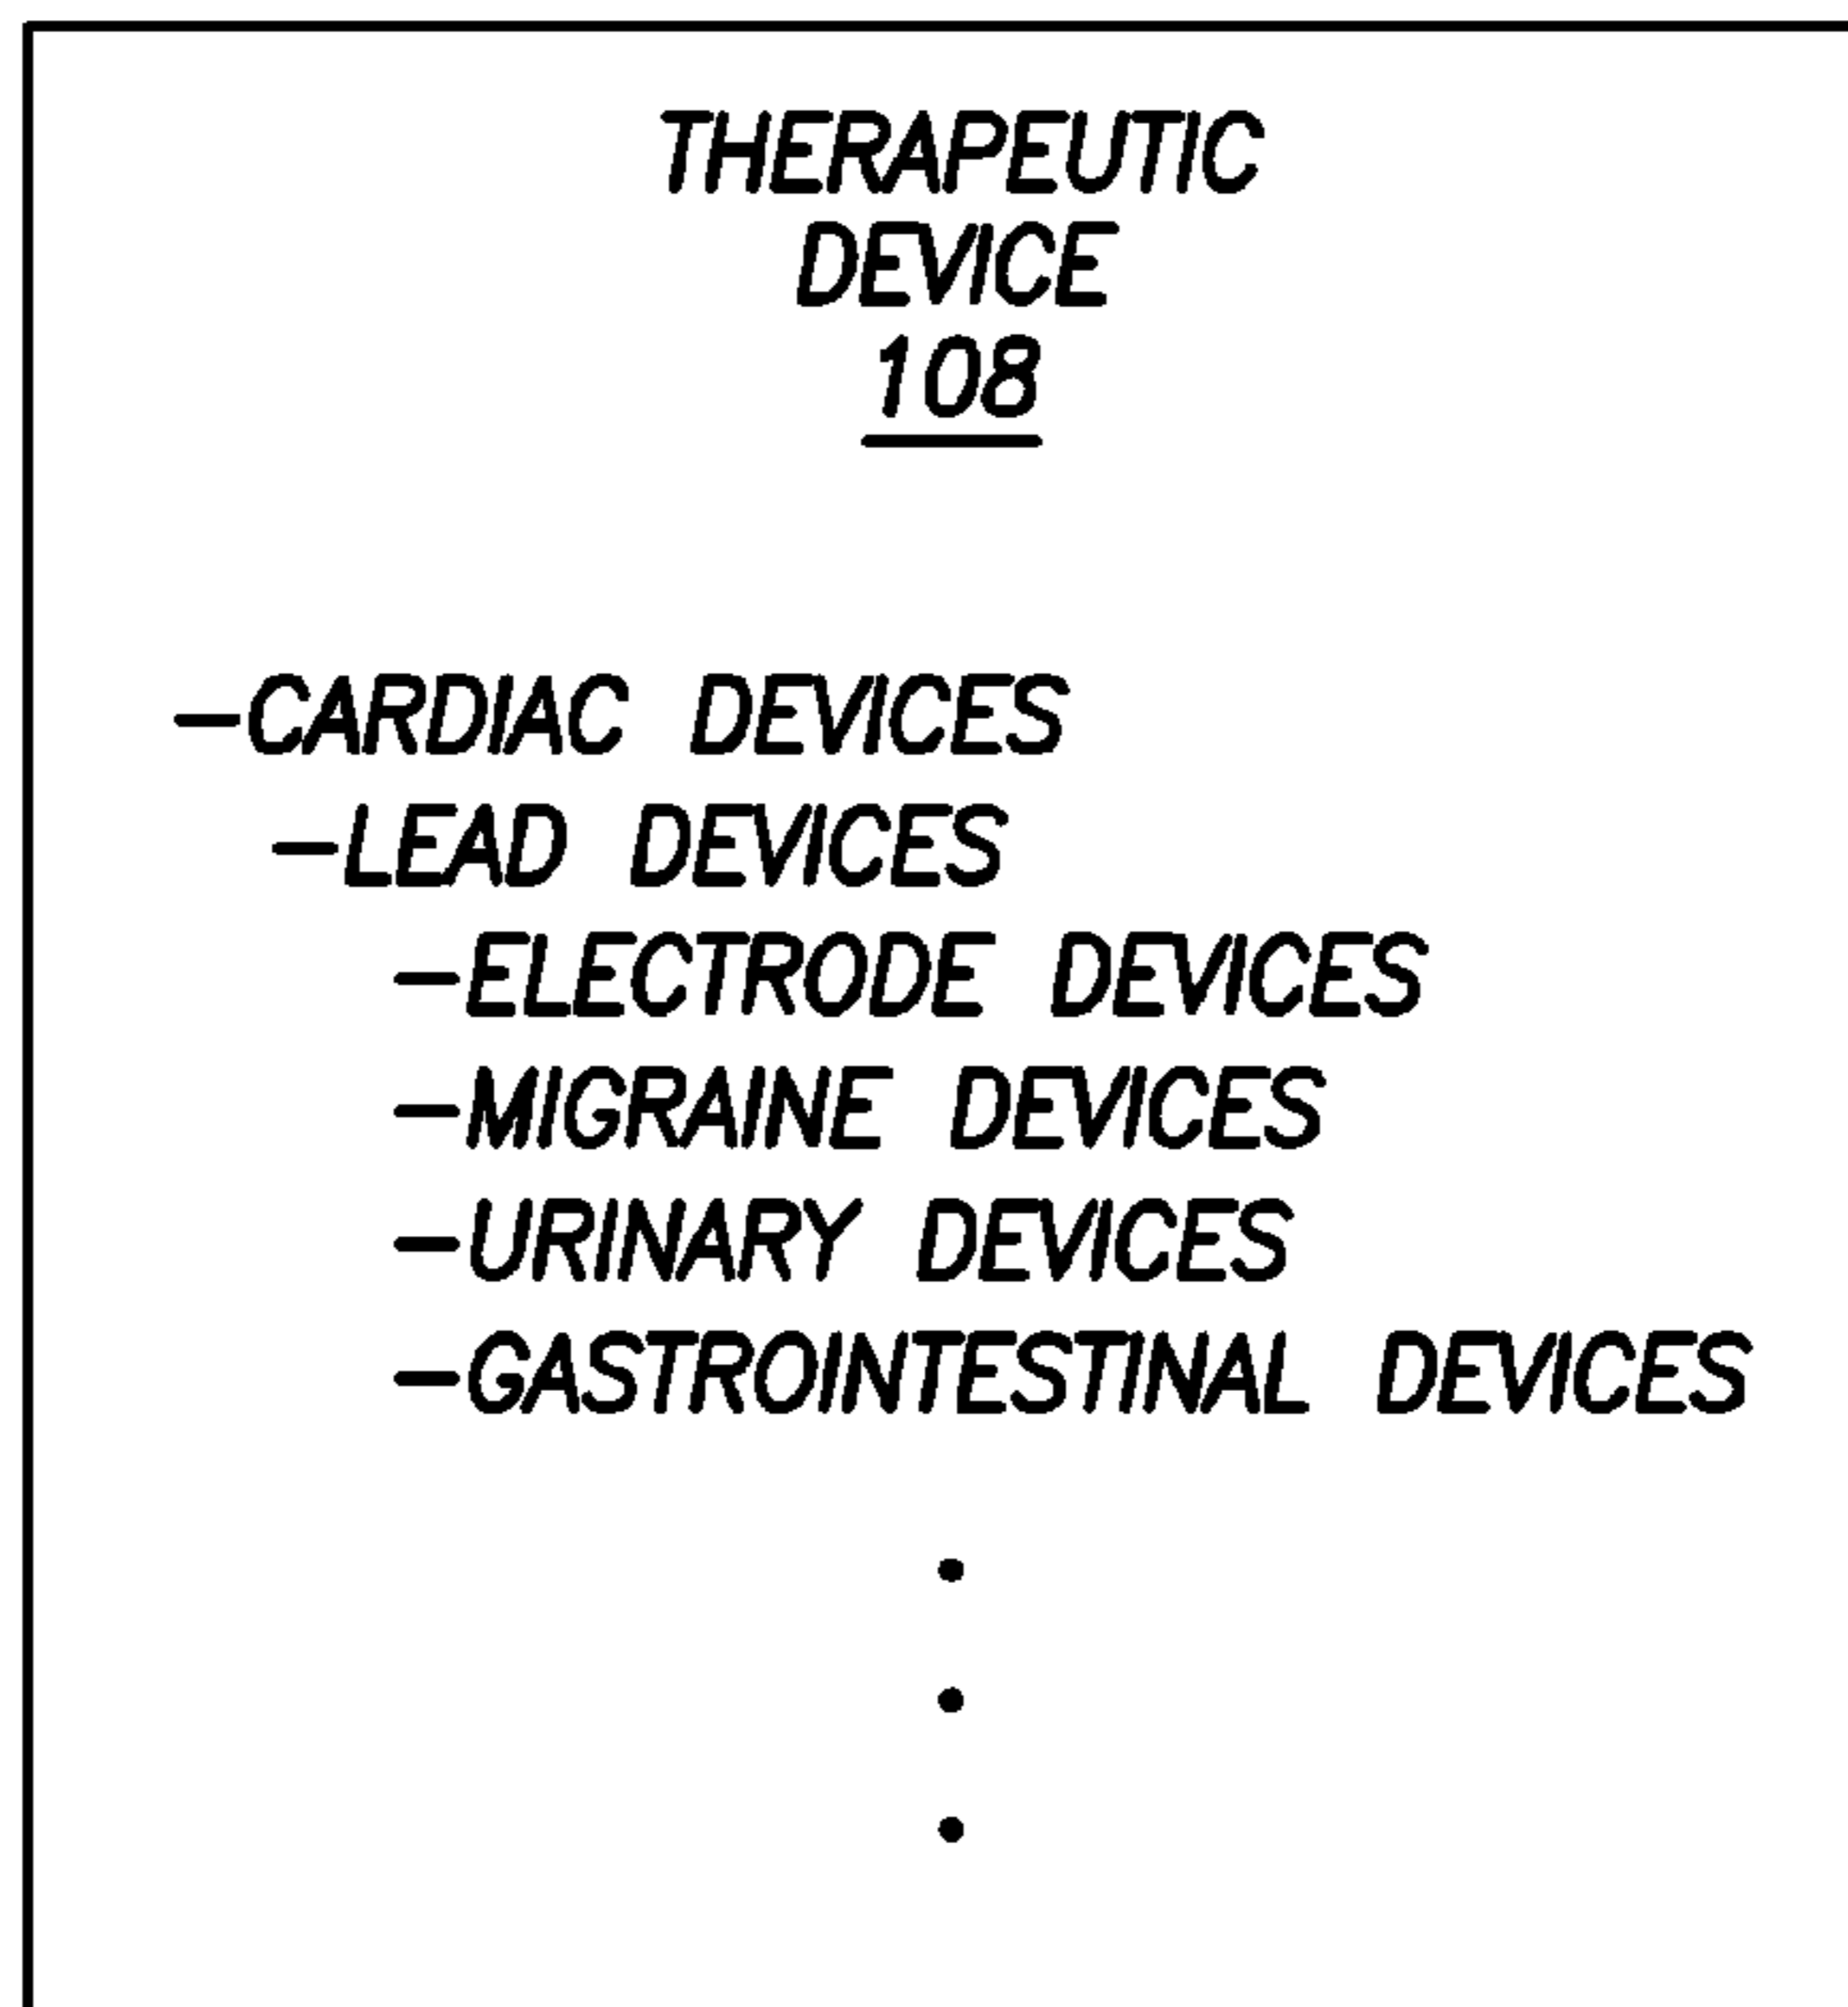 THERAPEUTIC
DEVICE
108
-CARDIAC DEVICES
-LEAD DEVICES
-ELECTRODE DEVICES
-MIGRAINE DEVICES
-URINARY DEVICES
-GASTROINTESTINAL DEVICES